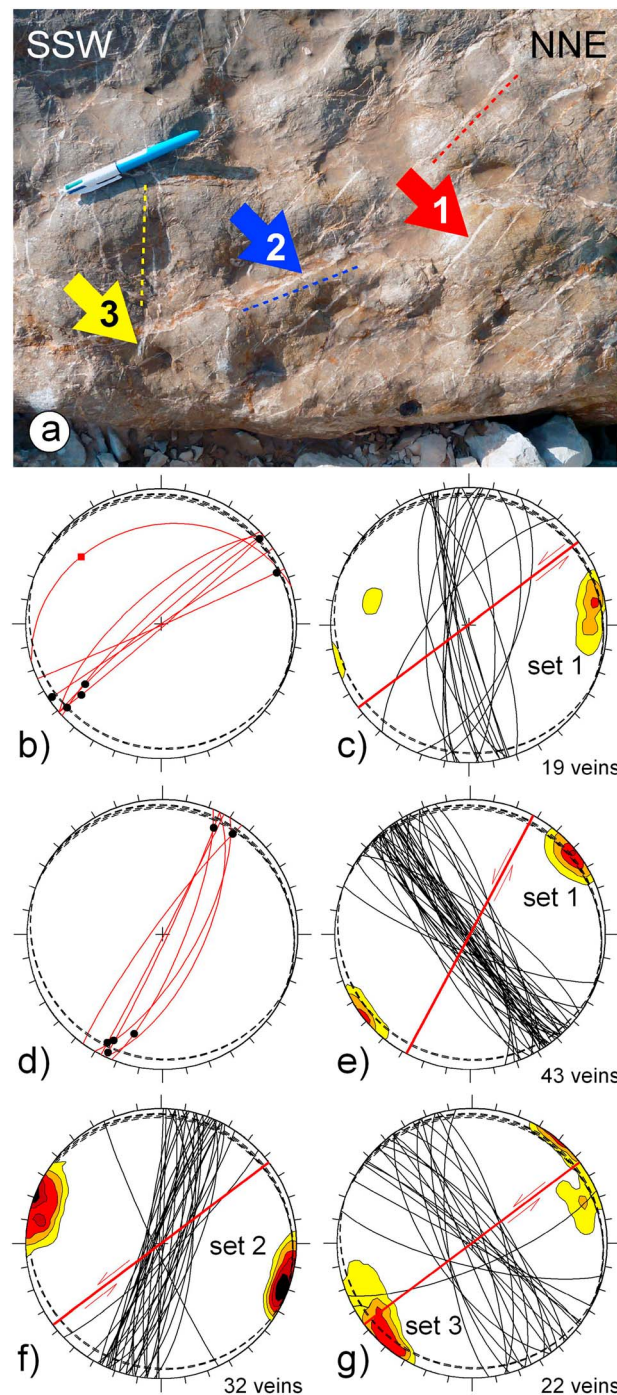 SSW NNE
1
2
3
a
b) c) set 1
19 veins
d) e) set 1
43 veins
f) set 2 g) set 3
32 veins 22 veins